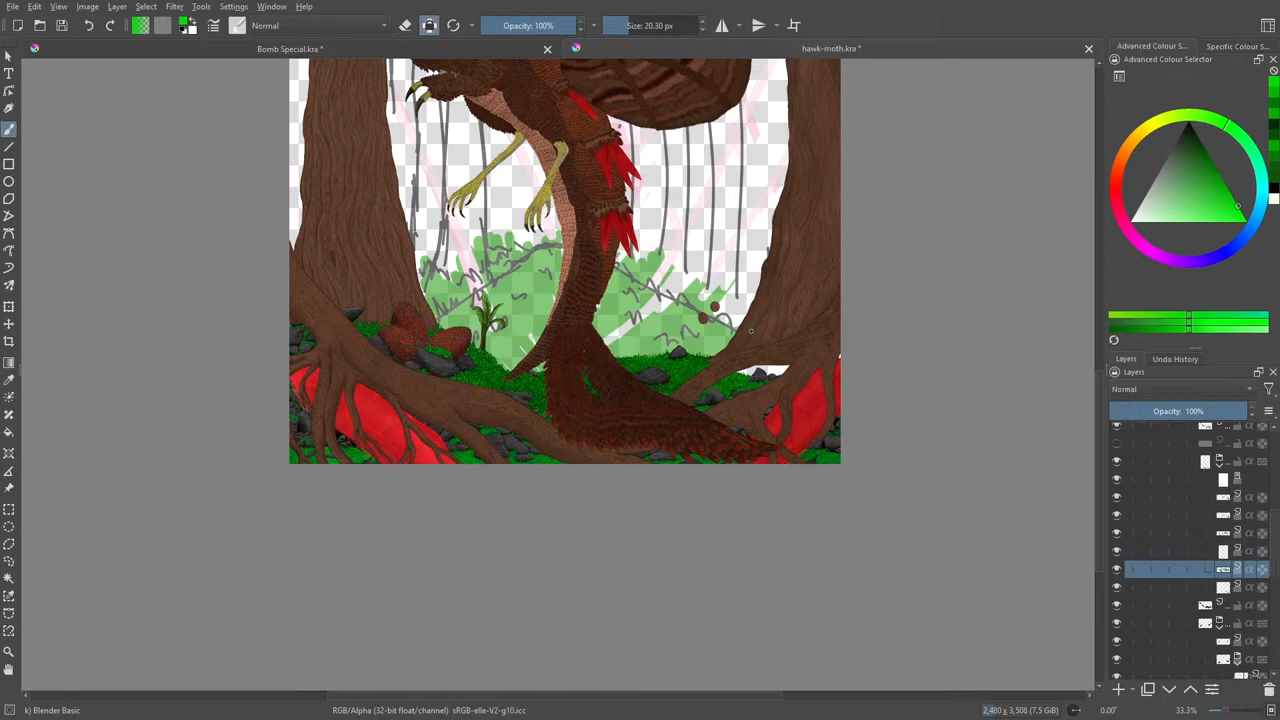 File Edit View Image Layer Select Filter Tools Settings Window Help
Normal Opacity: 100% Size: 20.30 px
Bomb Special.kra * hawk-moth.kra *
Advanced Colour S... Specific Colour S...
Advanced Colour Selector
Layers Undo History
Layers
Normal
Opacity: 100%
k) Blender Basic RGB/Alpha (32-bit float/channel) sRGB-elle-V2-g10.icc 2,480 x 3,508 (7.5 GiB) 0.00° 33.3%